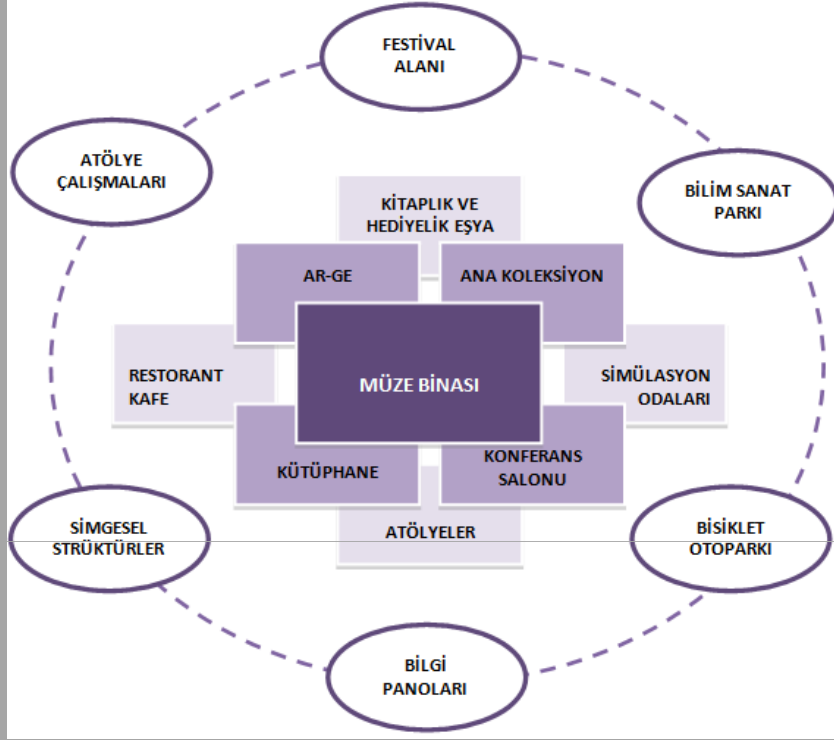 FESTİVAL
ALANI
ATÖLYE
ÇALIŞMALARI
BİLİM SANAT
PARKI
KİTAPLIK VE
HEDİYELİK EŞYA
AR-GE
ANA KOLEKSİYON
RESTORANT
KAFE
MÜZE BİNASI
SİMÜLASYON
ODALARI
KÜTÜPHANE
KONFERANS
SALONU
ATÖLYELER
SİMGESEL
STRÜKTÜRLER
BİSİKLET
OTOPARKI
BİLGİ
PANOLARI